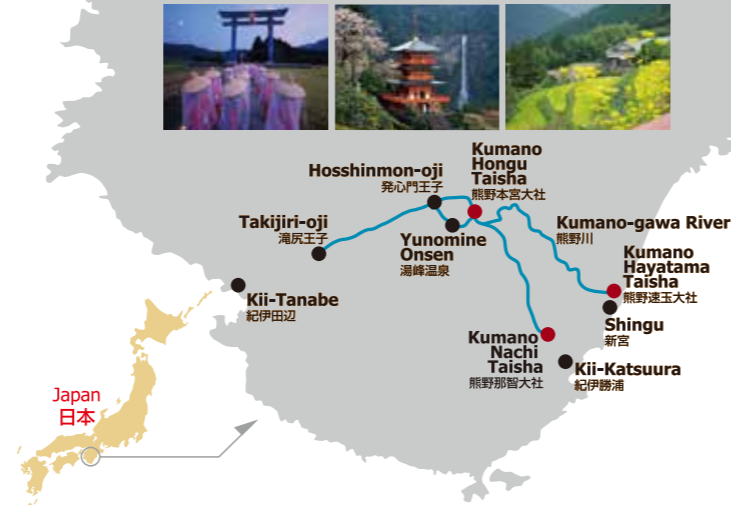 Kumano
Hongu
Taisha
熊野本宮大社
Hosshinmon-oji
発心門王子
Takijiri-oji
滝尻王子
Yunomine
Onsen
湯峰温泉
Kumano-gawa River
熊野川
Kumano
Hayatama
Taisha
熊野速玉大社
Kii-Tanabe
紀伊田辺
Shingu
新宮
Kumano
Nachi
Taisha
熊野那智大社
Kii-Katsuura
紀伊勝浦
Japan
日本